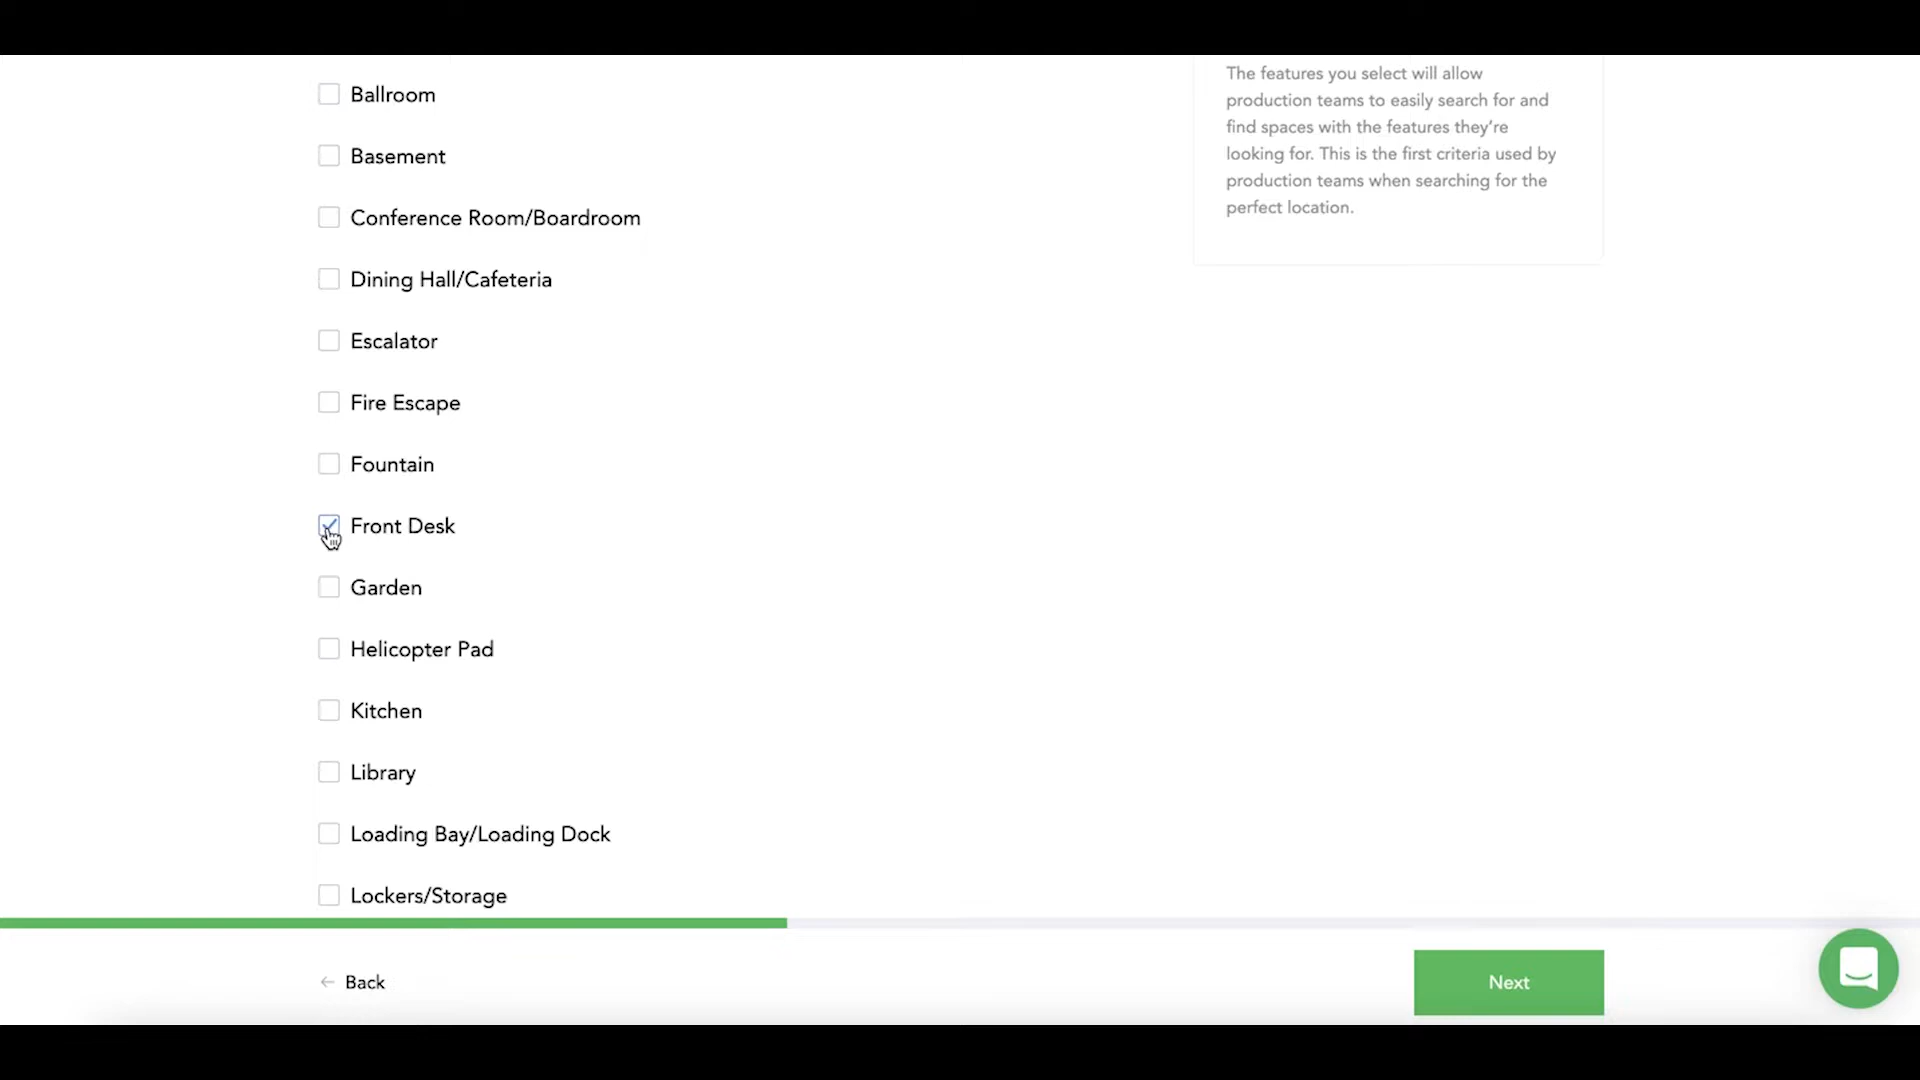 Ballroom
Basement
Conference Room/Boardroom
Dining Hall/Cafeteria
Escalator
Fire Escape
Fountain
Front Desk
Garden
Helicopter Pad
Kitchen
Library
Loading Bay/Loading Dock
Lockers/Storage
The features you select will allow
production teams to easily search for and
find spaces with the features they’re
looking for. This is the first criteria used by
production teams when searching for the
perfect location.
Back
Next